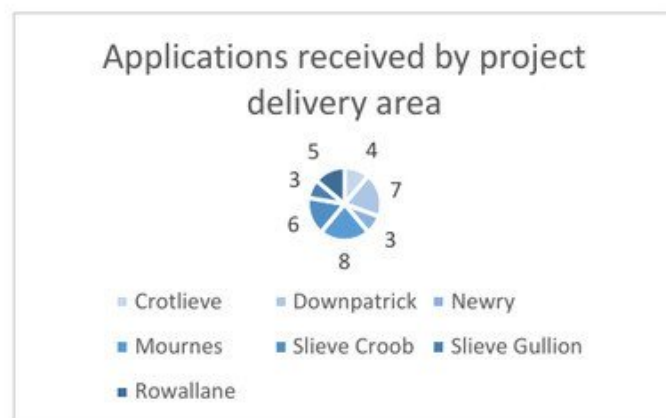 Applications received by project
delivery area
5 4
3 7
6 3
8
Crotlieve Downpatrick Newry
Mournes Slieve Croob Slieve Gullion
Rowallane